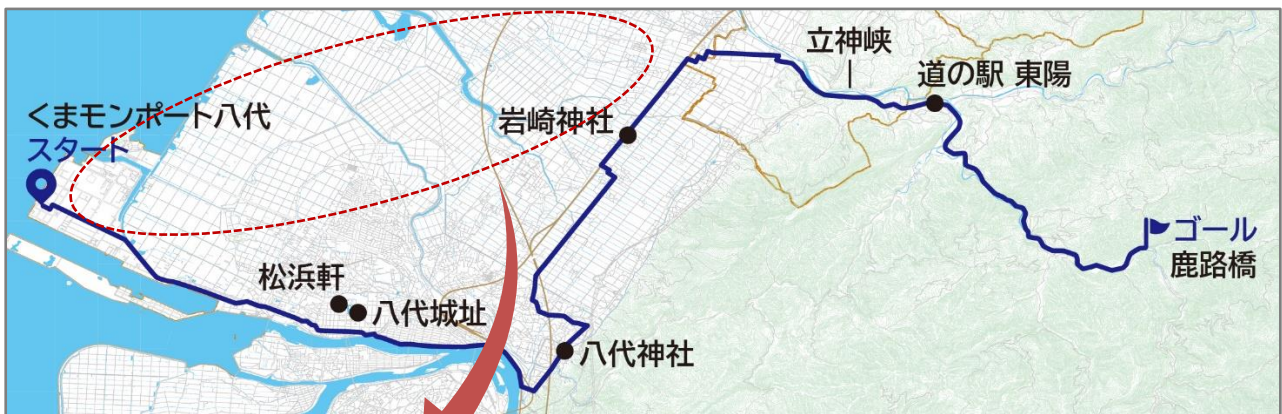 立神峡
道の駅 東陽
くまモンポート八代
スタート
岩崎神社
ゴール
鹿路橋
松浜軒
八代城址
八代神社